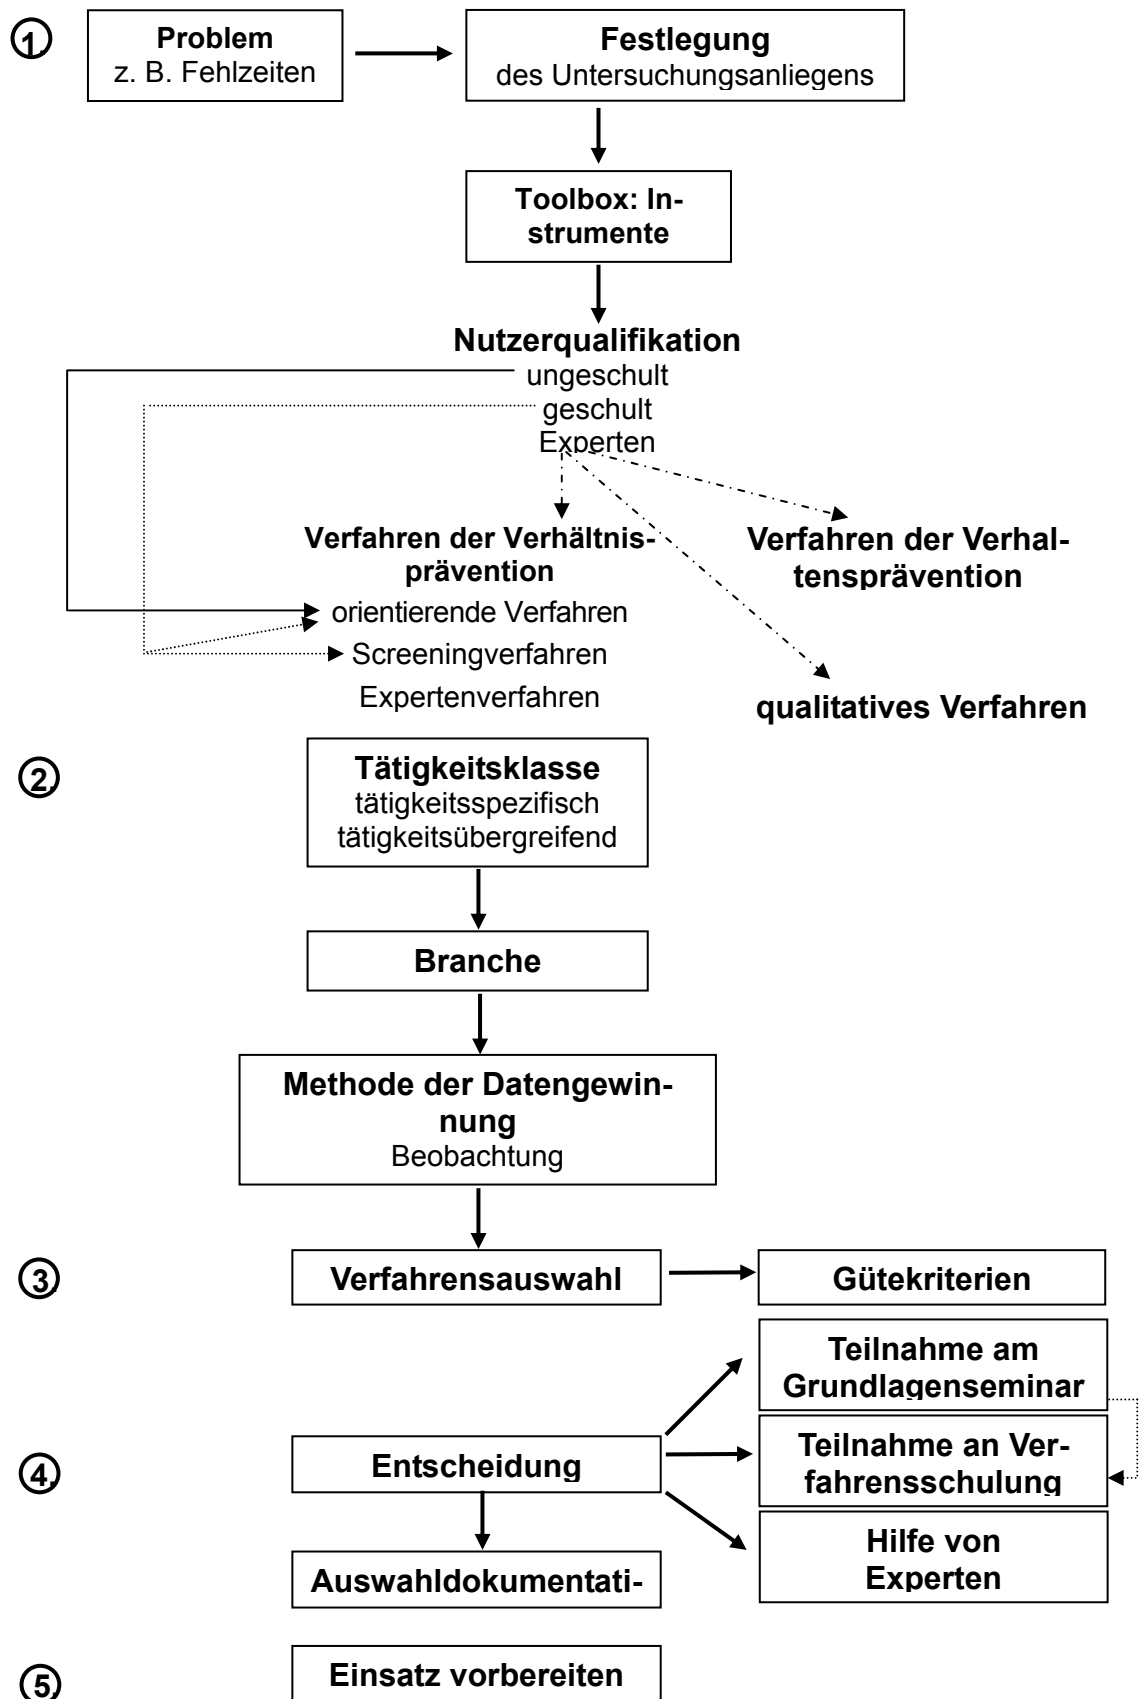 1.
Problem
z. B. Fehlzeiten
Festlegung
des Untersuchungsanliegens
Toolbox: In-
strumente
Nutzerqualifikation
ungeschult
geschult
Experten
Verfahren der Verhältnis-
prävention
orientierende Verfahren
Screeningverfahren
Expertenverfahren
Verfahren der Verhal-
tensprävention
qualitatives Verfahren
2.
Tätigkeitsklasse
tätigkeitsspezifisch
tätigkeitsübergreifend
Branche
Methode der Datengewin-
nung
Beobachtung
3.
Verfahrensauswahl
Gütekriterien
4.
Entscheidung
Teilnahme am
Grundlagenseminar
Teilnahme an Ver-
fahrensschulung
Hilfe von
Experten
Auswahldokumentati-
5.
Einsatz vorbereiten